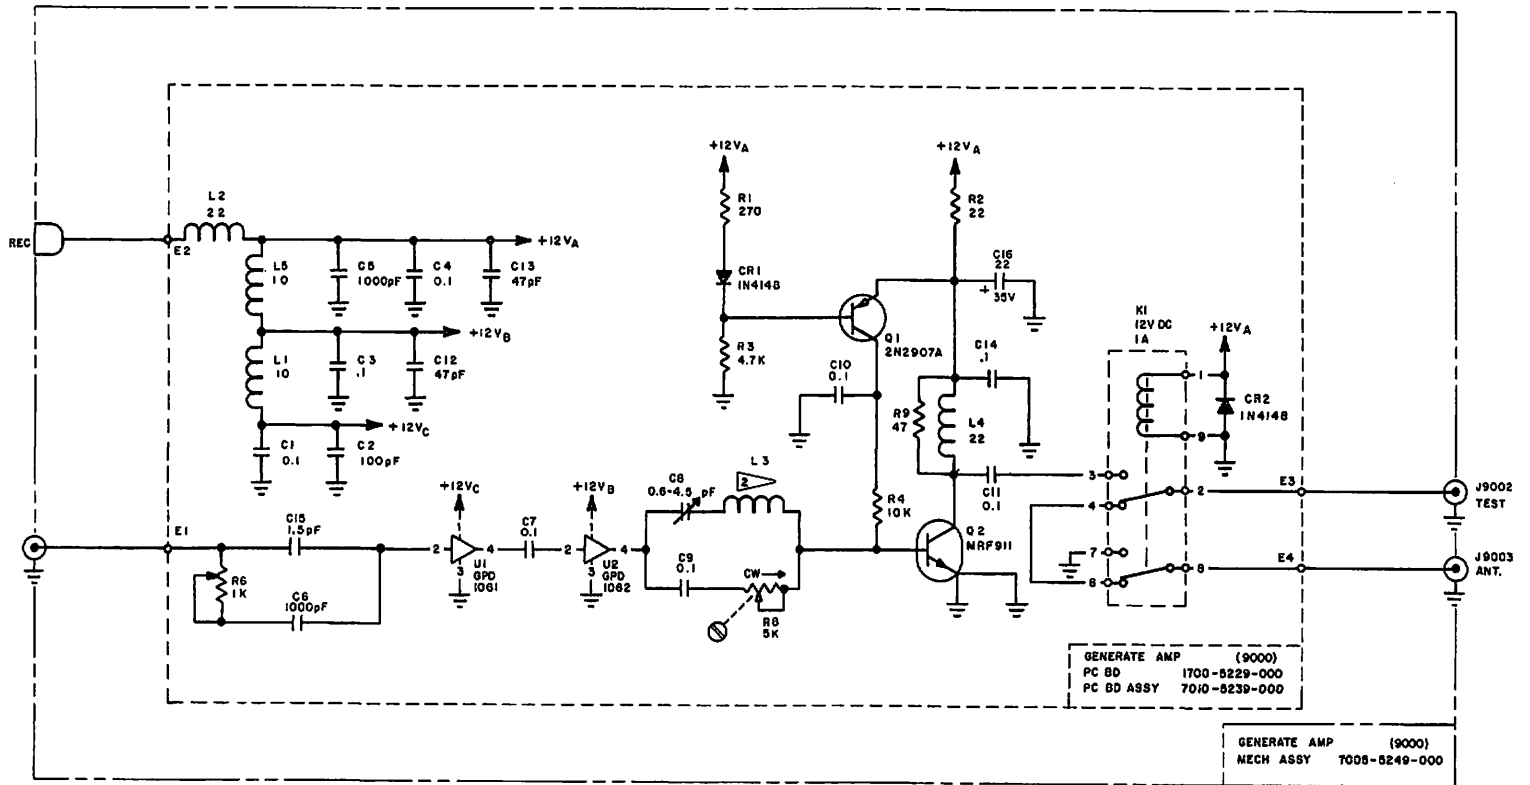 +12VA
R1
270
CR1
1N4148
R3
4.7K
+12VA
R2
22
C16
22
+
35V
Q1
2N2907A
C10
0.1
C14
.1
R9
47
L4
22
C11
0.1
R4
10K
Q2
MRF911
K1
12V DC
1A
+12VA
1
9
CR2
1N4148
3
4
7
6
2
8
E3
E4
J9002
TEST
J9003
ANT.
REC
E2
L2
22
L5
10
C5
1000pF
C4
0.1
C13
47pF
+12VA
L1
10
C3
.1
C12
47pF
+12VB
C1
0.1
C2
100pF
+12VC
E1
C15
1.5pF
R6
1K
C6
1000pF
+12VC
2
4
3
U1
GPD
1061
C7
0.1
+12VB
2
4
3
U2
GPD
1062
C8
0.6-4.5 pF
L3
2
C9
0.1
CW
R8
5K
GENERATE AMP (9000)
PC BD 1700-5229-000
PC BD ASSY 7010-5239-000
GENERATE AMP (9000)
MECH ASSY 7005-5249-000